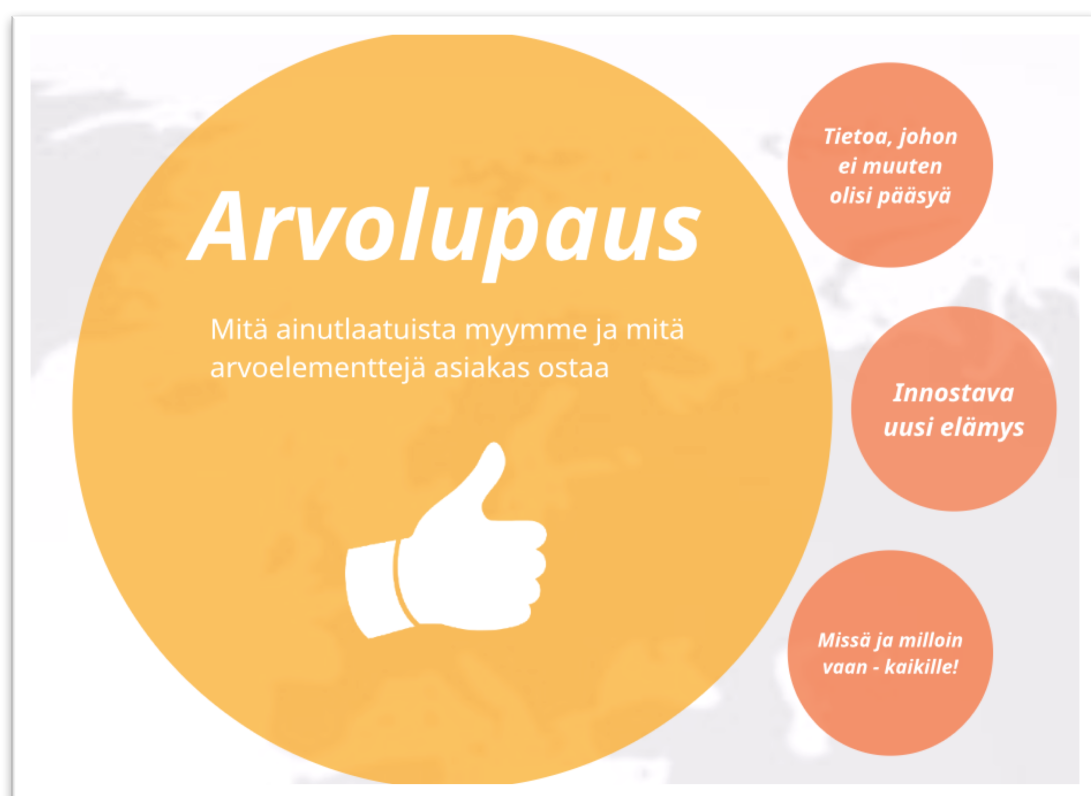 Arvolupaus
Mitä ainutlaatuista myymme ja mitä
arvoelementtejä asiakas ostaa
Tietoa, johon
ei muuten
olisi pääsyä
Innostava
uusi elämys
Missä ja milloin
vaan - kaikille!